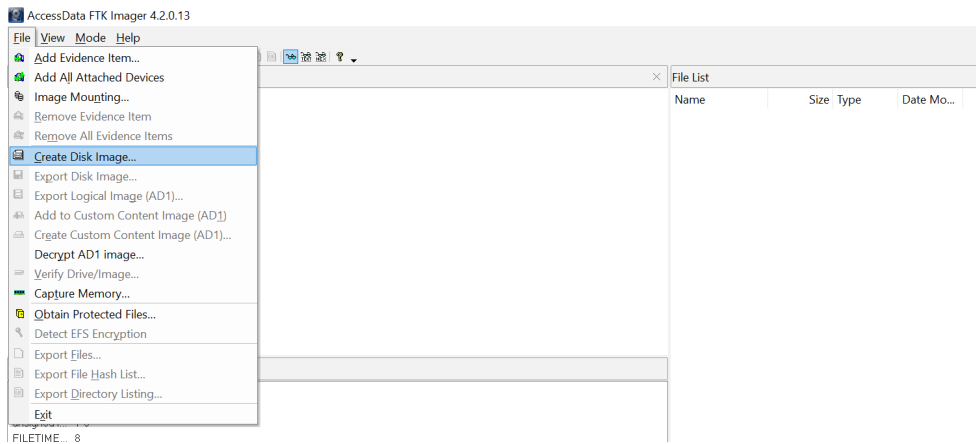 AccessData FTK Imager 4.2.0.13
File View Mode Help
Add Evidence Item...
Add All Attached Devices
Image Mounting...
Remove Evidence Item
Remove All Evidence Items
Create Disk Image...
Export Disk Image...
Export Logical Image (AD1)...
Add to Custom Content Image (AD1)
Create Custom Content Image (AD1)...
Decrypt AD1 image...
Verify Drive/Image...
Capture Memory...
Obtain Protected Files...
Detect EFS Encryption
Export Files...
Export File Hash List...
Export Directory Listing...
Exit
File List
Name Size Type Date Mo...
FILETIME... 8